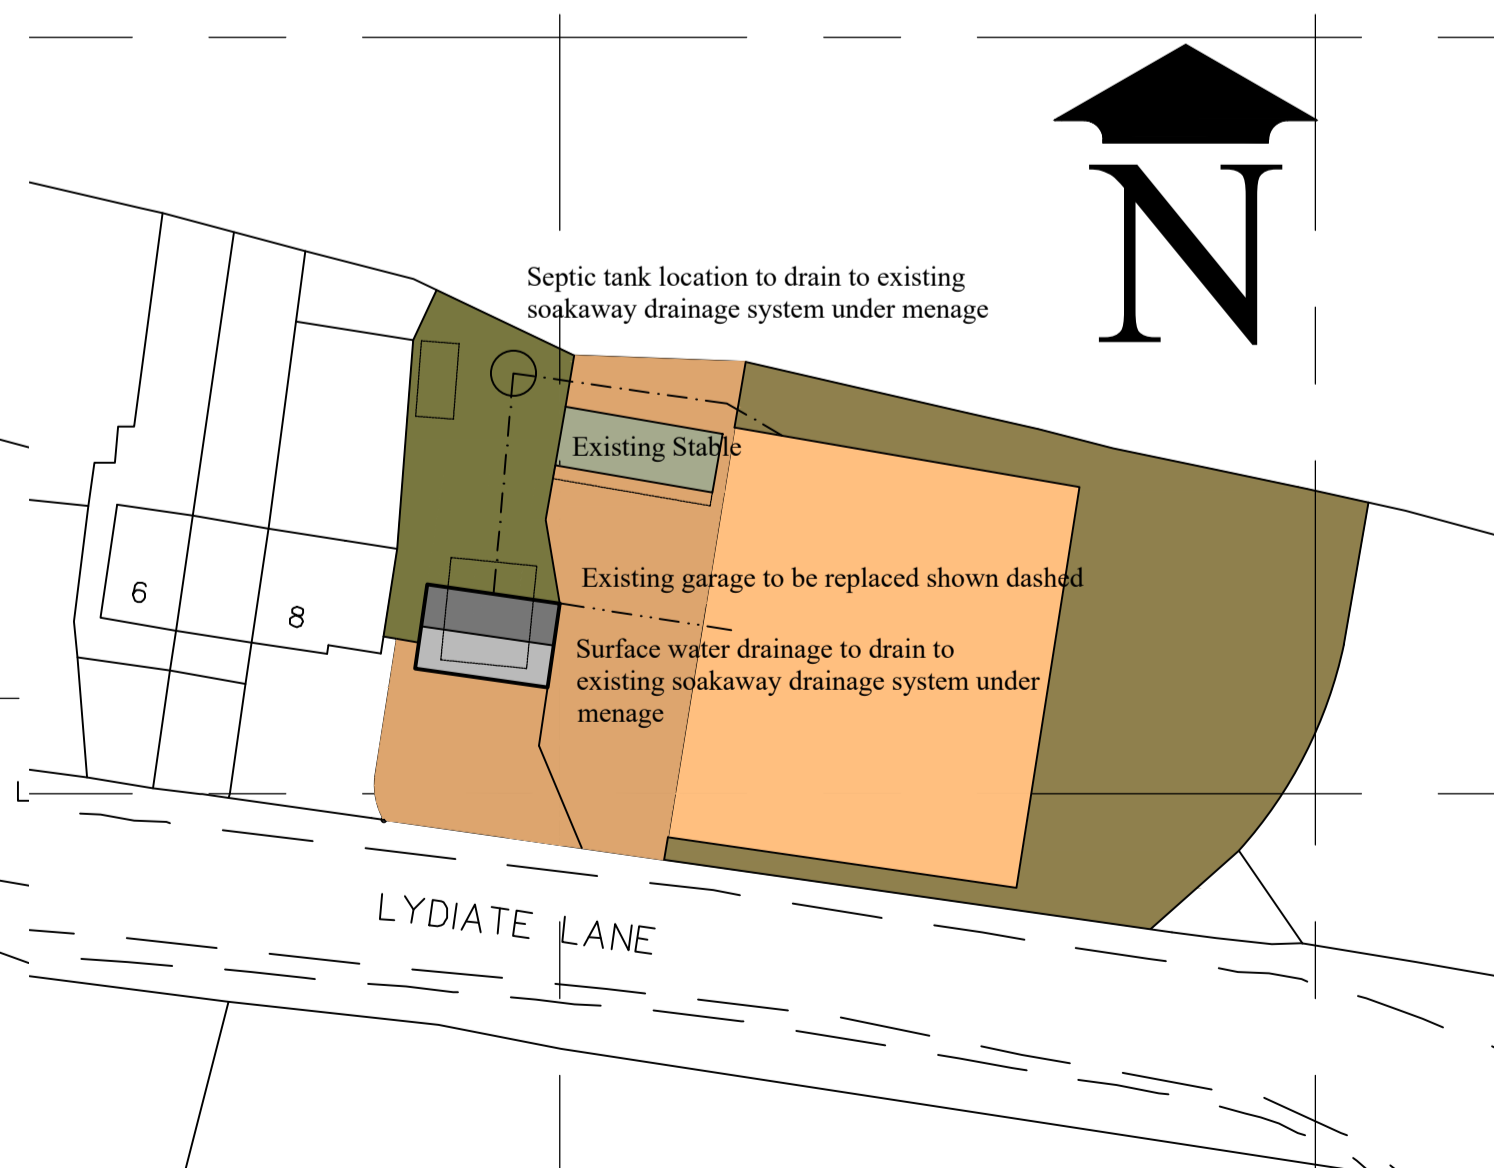 N
Septic tank location to drain to existing
soakaway drainage system under menage
Existing Stable
Existing garage to be replaced shown dashed
6
8
Surface water drainage to drain to
existing soakaway drainage system under
menage
L
LYDIATE LANE